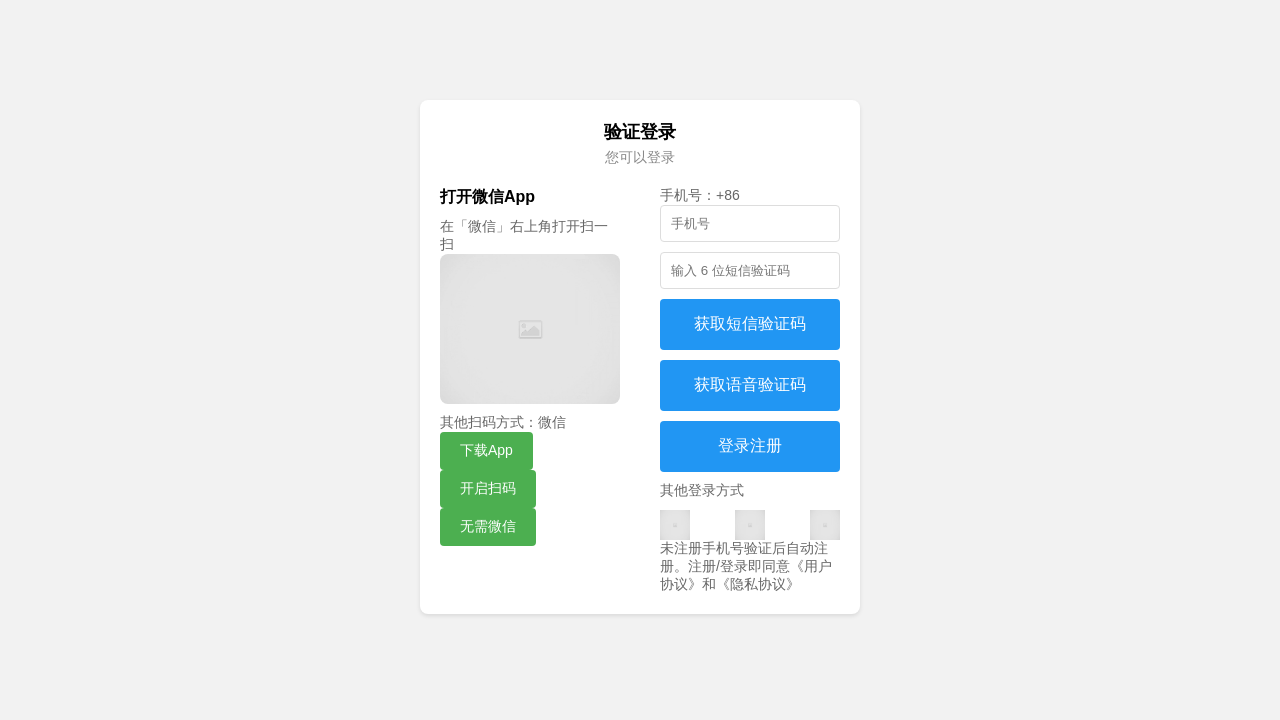 验证登录
您可以登录
打开微信App
在「微信」右上角打开扫一
扫
其他扫码方式：微信
下载App
开启扫码
无需微信
手机号：+86
手机号
输入 6 位短信验证码
获取短信验证码
获取语音验证码
登录注册
其他登录方式
未注册手机号验证后自动注
册。注册/登录即同意《用户
协议》和《隐私协议》